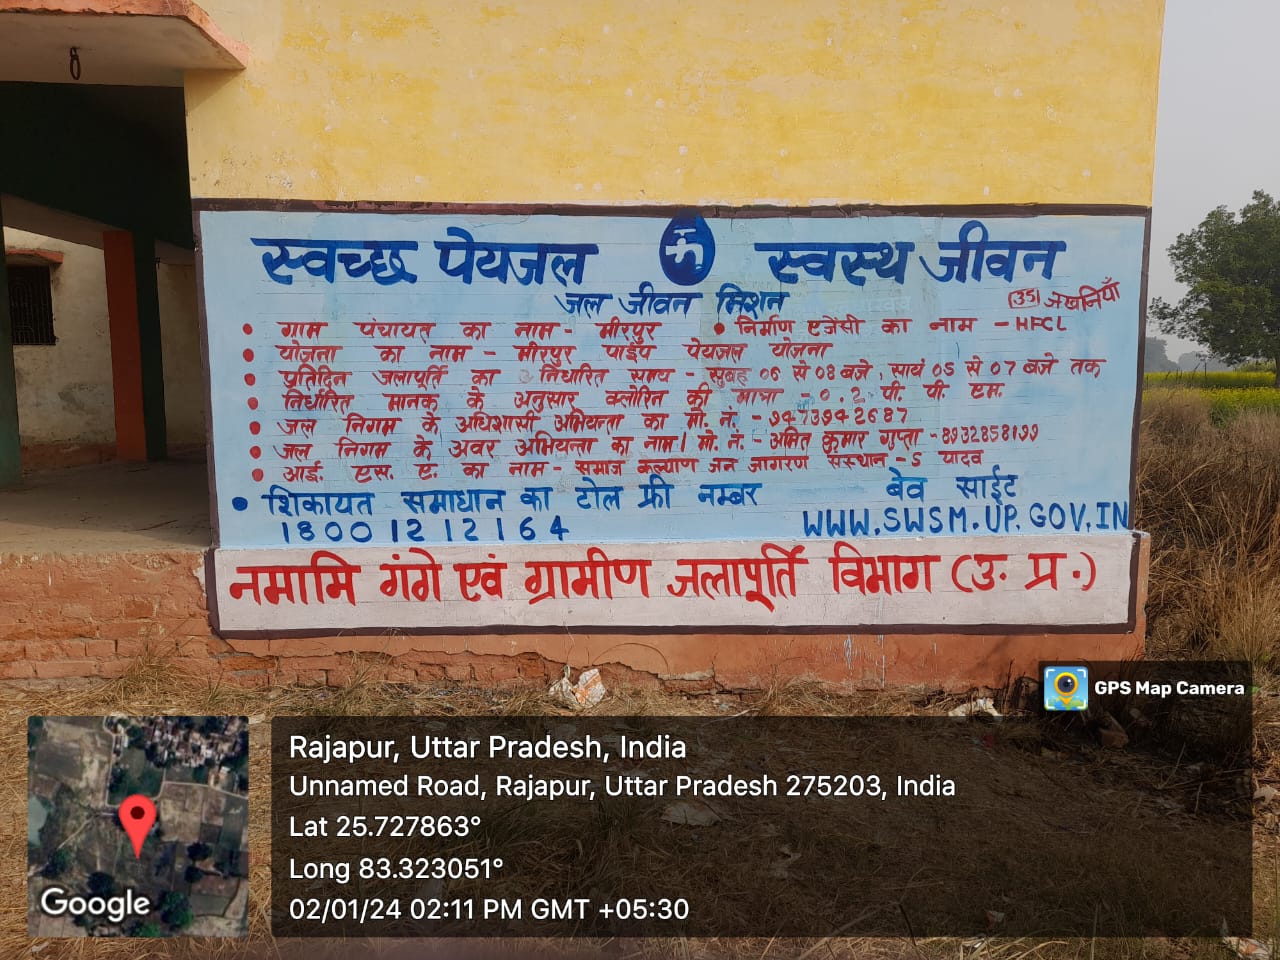 स्वच्छ पेयजल स्वस्थ जीवन
जल जीवन मिशन
(35) अखनियाँ
• गाम पंचायत का नाम - मीरपुर • निर्माण एजेंसी का नाम - HFCL
• योजना का नाम - मीरपुर पाईप पेयजल योजना
• प्रतिदिन जलापूर्ति का निर्धारित समय - सुबह 06 से 08 बजे, सायं 05 से 07 बजे तक
• निर्धारित मानक के अनुसार क्लोरिन की मात्रा - 0.2 पी. पी. एम.
• जल निगम के अधिशासी अभियन्ता का मो. नं. - 9473942687
• जल निगम के अवर अभियन्ता का नाम/ मो. नं. - अमित कुमार गुप्ता - 8932858199
• आई. एस. ए. का नाम - समाज कल्याण जन जागरण संस्थान - S यादव
• शिकायत समाधान का टोल फ्री नम्बर बेव साईट
18001212164 WWW.SWSM.UP.GOV.IN
नमामि गंगे एवं ग्रामीण जलापूर्ति विभाग (उ. प्र.)
GPS Map Camera
Rajapur, Uttar Pradesh, India
Unnamed Road, Rajapur, Uttar Pradesh 275203, India
Lat 25.727863°
Long 83.323051°
02/01/24 02:11 PM GMT +05:30
Google